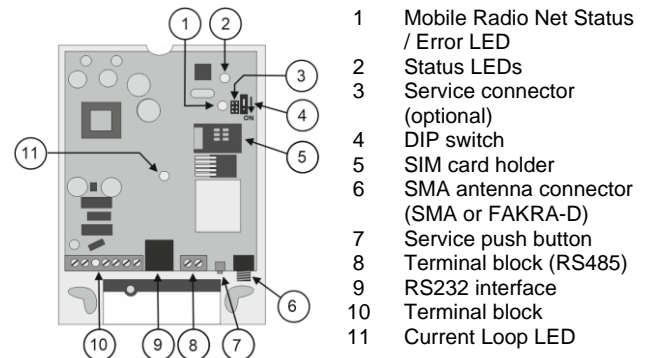 1 Mobile Radio Net Status
/ Error LED
2 Status LEDs
3 Service connector
(optional)
4 DIP switch
5 SIM card holder
6 SMA antenna connector
(SMA or FAKRA-D)
7 Service push button
8 Terminal block (RS485)
9 RS232 interface
10 Terminal block
11 Current Loop LED
1
2
3
4
ON
5
11
6
10
9
8
7